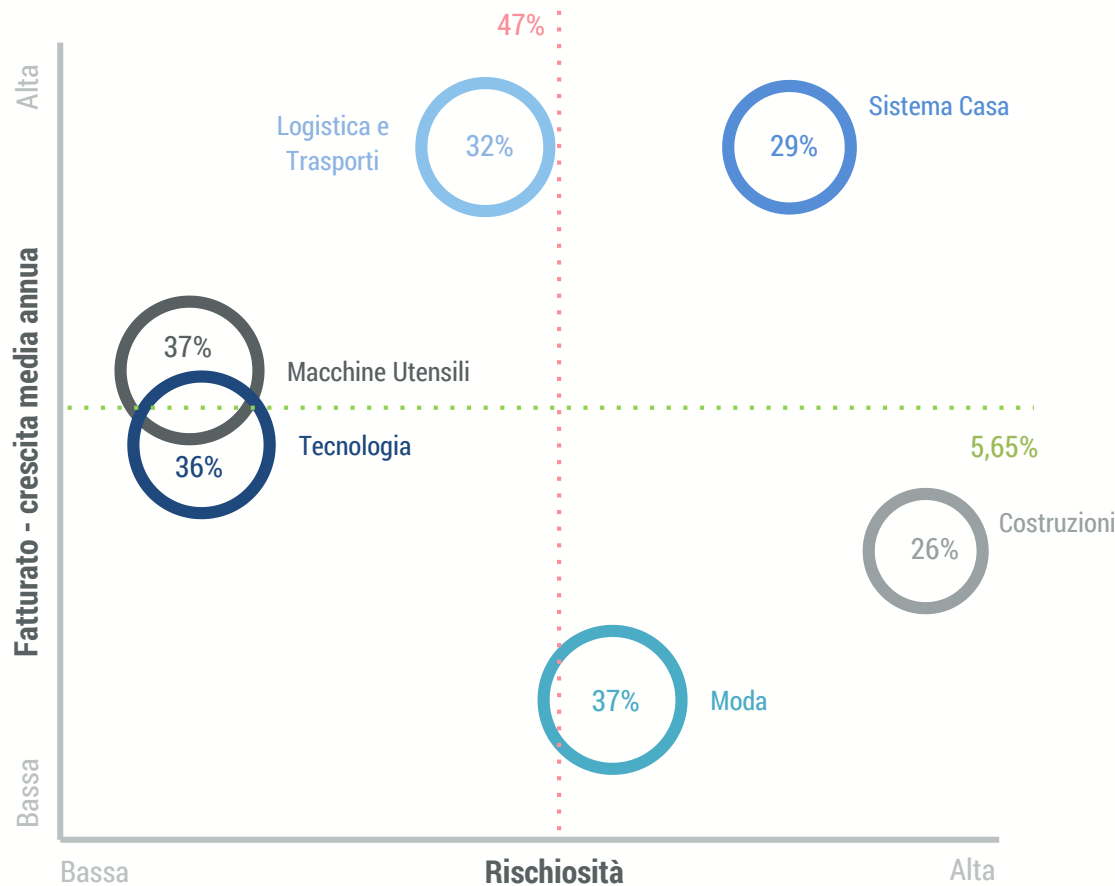 47%
Alta
Logistica e
Trasporti
32%
29%
Sistema Casa
Fatturato - crescita media annua
37%
Macchine Utensili
Tecnologia
36%
5,65%
26%
Costruzioni
37%
Moda
Bassa
Bassa
Rischiosità
Alta